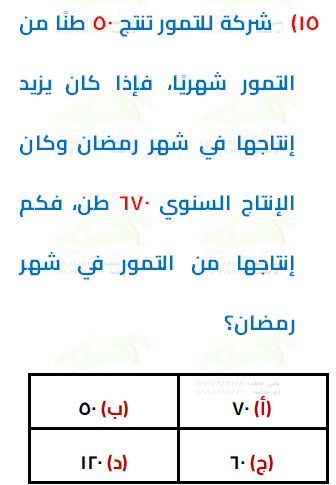 ١٥) شركة للتمور تنتج ٥٠ طنًا من
التمور شهريًا، فإذا كان يزيد
إنتاجها في شهر رمضان وكان
الإنتاج السنوي ٦٧٠ طن، فكم
إنتاجها من التمور في شهر
رمضان؟
(أ) ٧٠ (ب) ٥٠
(ج) ٦٠ (د) ١٢٠